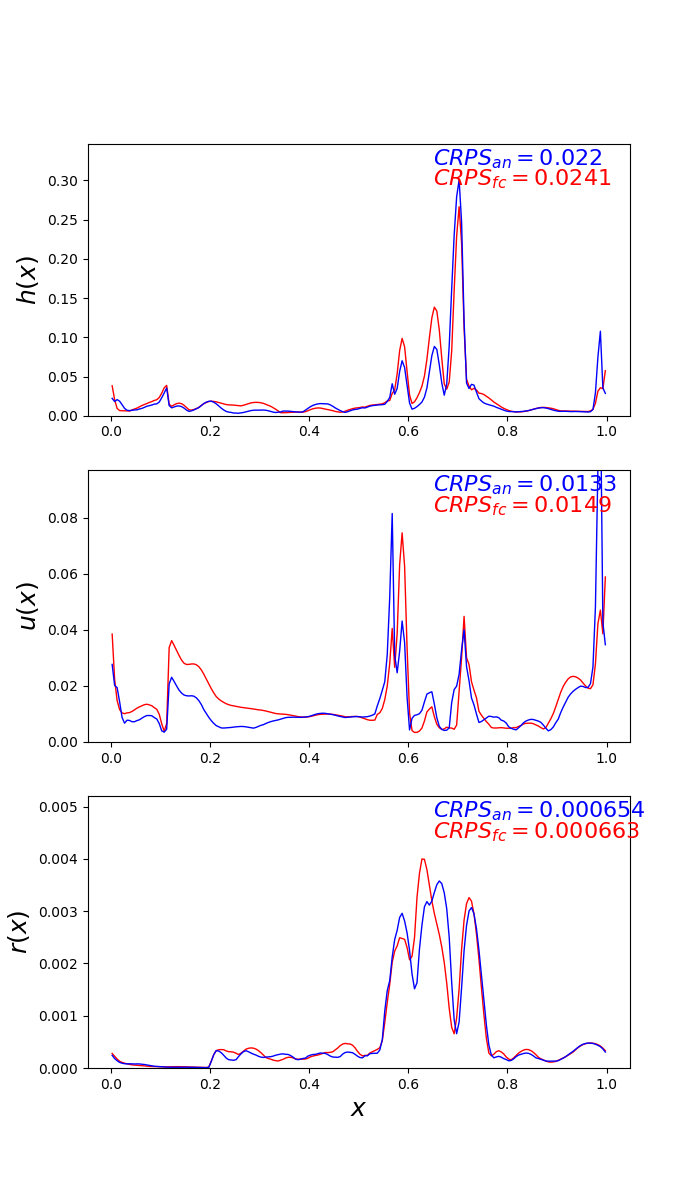 CRPS_an = 0.022
CRPS_fc = 0.0241
0.30
0.25
0.20
0.15
0.10
0.05
0.00
h(x)
0.0 0.2 0.4 0.6 0.8 1.0
CRPS_an = 0.0133
CRPS_fc = 0.0149
0.08
0.06
0.04
0.02
0.00
u(x)
0.0 0.2 0.4 0.6 0.8 1.0
CRPS_an = 0.000654
CRPS_fc = 0.000663
0.005
0.004
0.003
0.002
0.001
0.000
r(x)
0.0 0.2 0.4 0.6 0.8 1.0
x